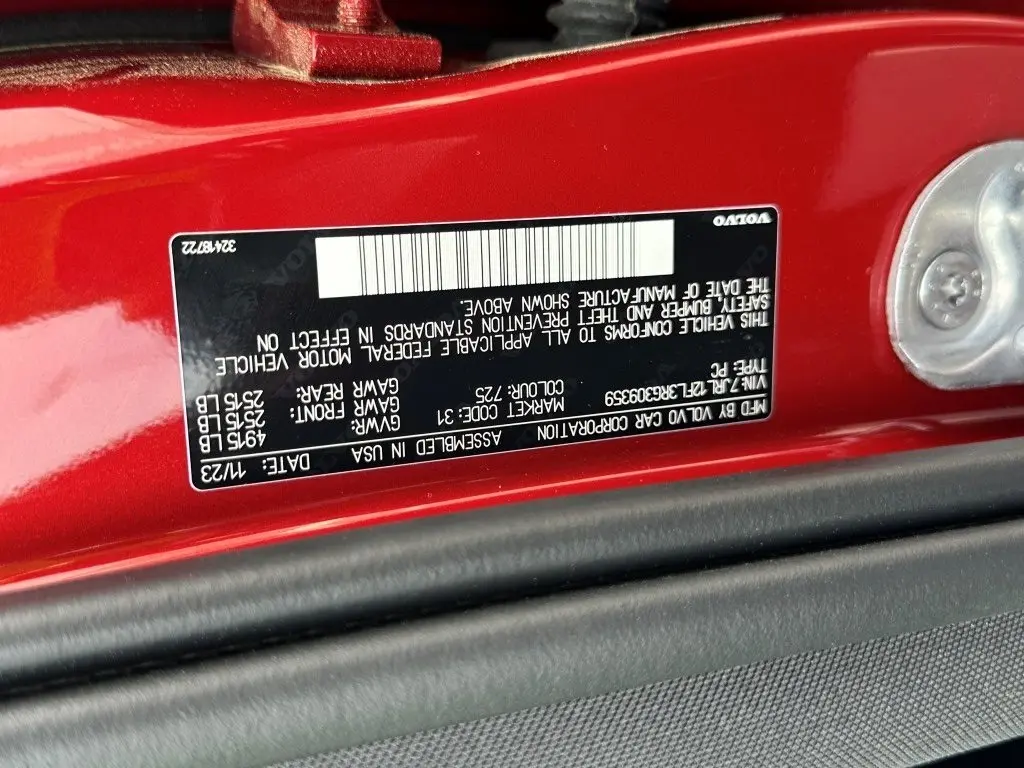 MFD BY VOLVO CAR CORPORATION ASSEMBLED IN USA DATE: 11/23
VIN: 7JRL12FL3RG309359 MARKET CODE: 31 GVWR: 4915 LB
TYPE: PC COLOUR: 725 GAWR FRONT: 2515 LB
GAWR REAR: 2515 LB
THIS VEHICLE CONFORMS TO ALL APPLICABLE FEDERAL MOTOR VEHICLE
SAFETY, BUMPER AND THEFT PREVENTION STANDARDS IN EFFECT ON
THE DATE OF MANUFACTURE SHOWN ABOVE.
VOLVO 32418722